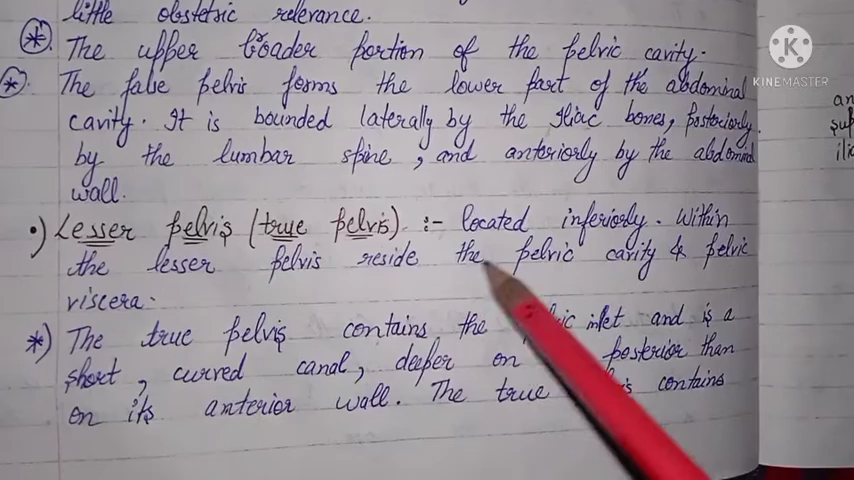 little obstetric relevance.
* The upper broader portion of the pelvic cavity.
* The false pelvis forms the lower part of the abdominal
cavity. It is bounded laterally by the iliac bones, posteriorly
by the lumbar spine, and anteriorly by the abdominal
wall.
•) Lesser pelvis (true pelvis) :- located inferiorly. Within
the lesser pelvis reside the pelvic cavity & pelvic
viscera.
*) The true pelvis contains the inlet and is a
short, curved canal, deeper on posterior than
on its anterior wall. The true contains
KINEMASTER